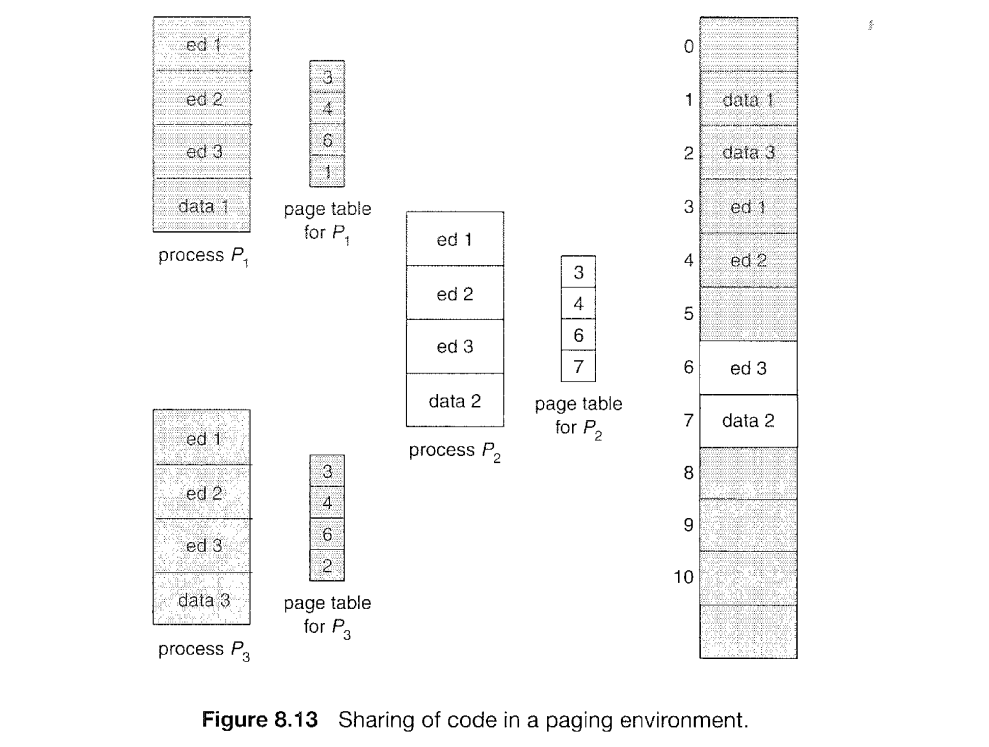 ed 1
ed 2
ed 3
data 1
process P1
3
4
6
1
page table
for P1
ed 1
ed 2
ed 3
data 2
process P2
3
4
6
7
page table
for P2
ed 1
ed 2
ed 3
data 3
process P3
3
4
6
2
page table
for P3
0
1 data 1
2 data 3
3 ed 1
4 ed 2
5
6 ed 3
7 data 2
8
9
10
Figure 8.13 Sharing of code in a paging environment.